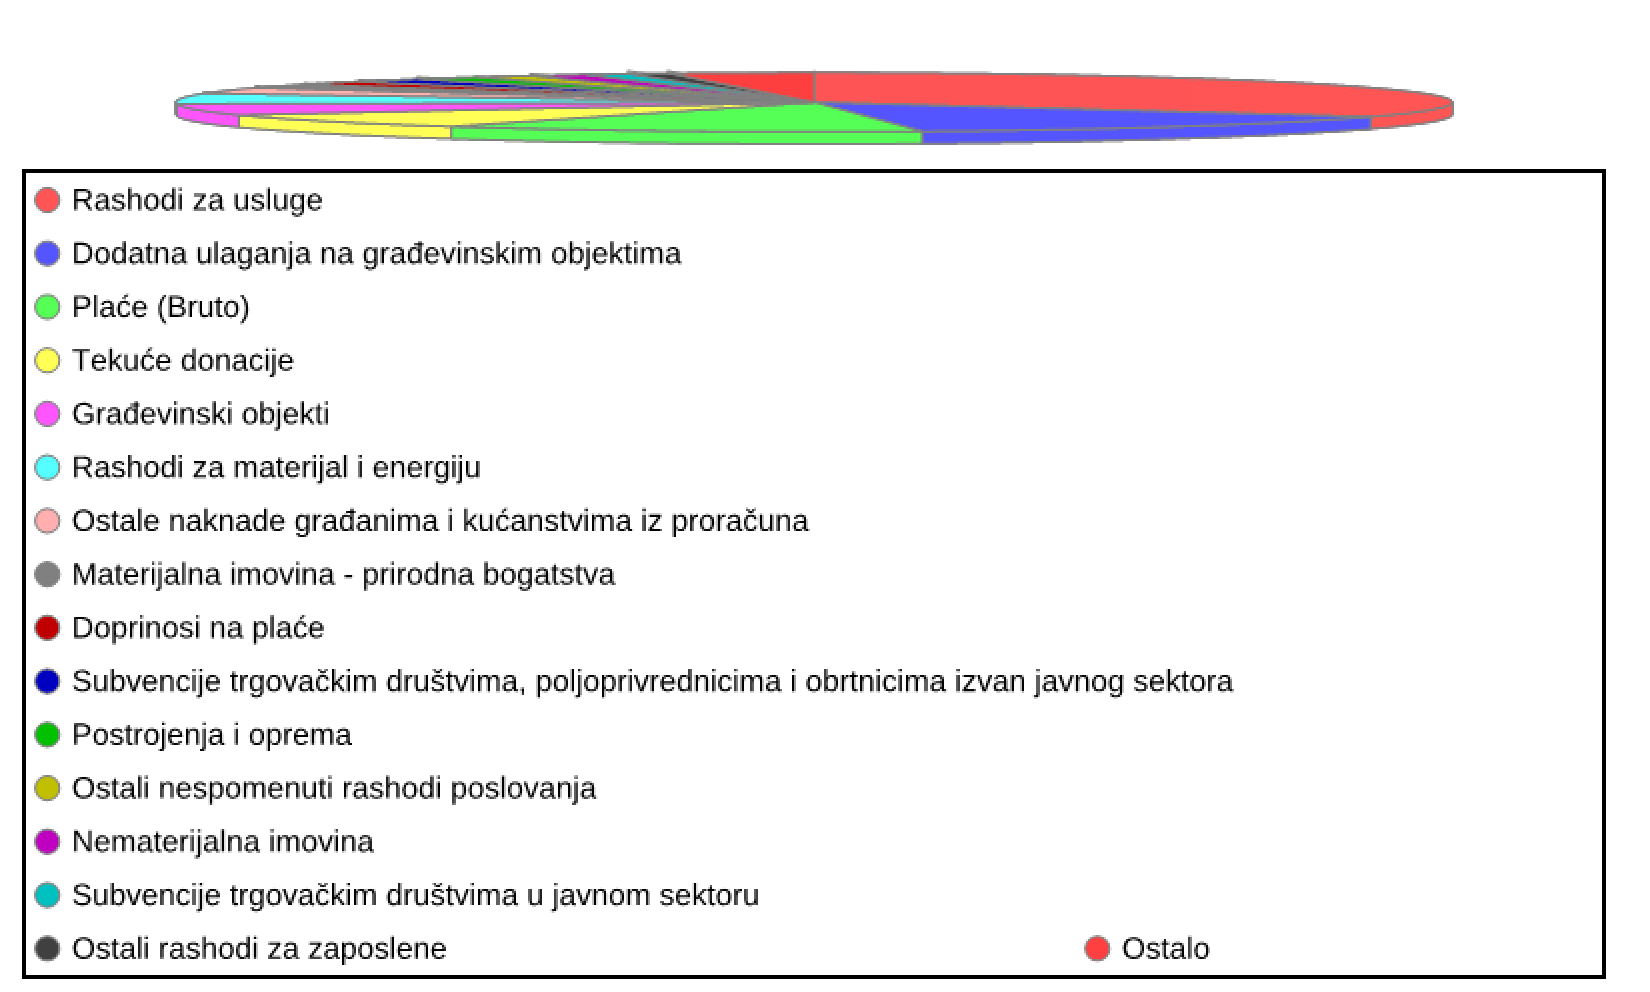 Rashodi za usluge
Dodatna ulaganja na građevinskim objektima
Plaće (Bruto)
Tekuće donacije
Građevinski objekti
Rashodi za materijal i energiju
Ostale naknade građanima i kućanstvima iz proračuna
Materijalna imovina - prirodna bogatstva
Doprinosi na plaće
Subvencije trgovačkim društvima, poljoprivrednicima i obrtnicima izvan javnog sektora
Postrojenja i oprema
Ostali nespomenuti rashodi poslovanja
Nematerijalna imovina
Subvencije trgovačkim društvima u javnom sektoru
Ostali rashodi za zaposlene
Ostalo